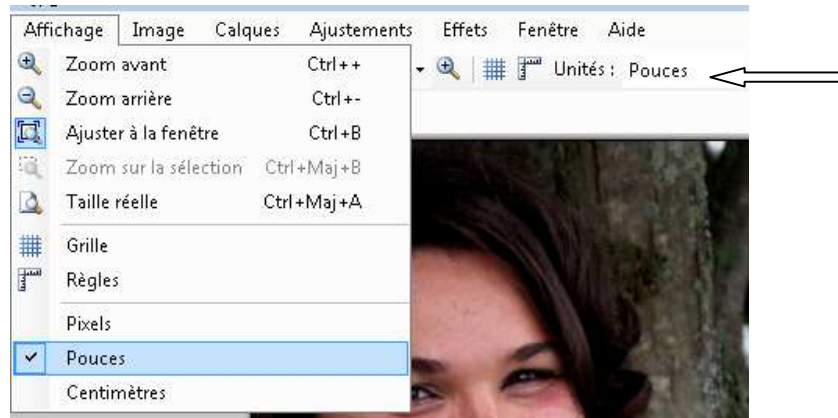 Affichage Image Calques Ajustements Effets Fenêtre Aide
Unités : Pouces
Zoom avant Ctrl++
Zoom arrière Ctrl+-
Ajuster à la fenêtre Ctrl+B
Zoom sur la sélection Ctrl+Maj+B
Taille réelle Ctrl+Maj+A
Grille
Règles
Pixels
Pouces
Centimètres